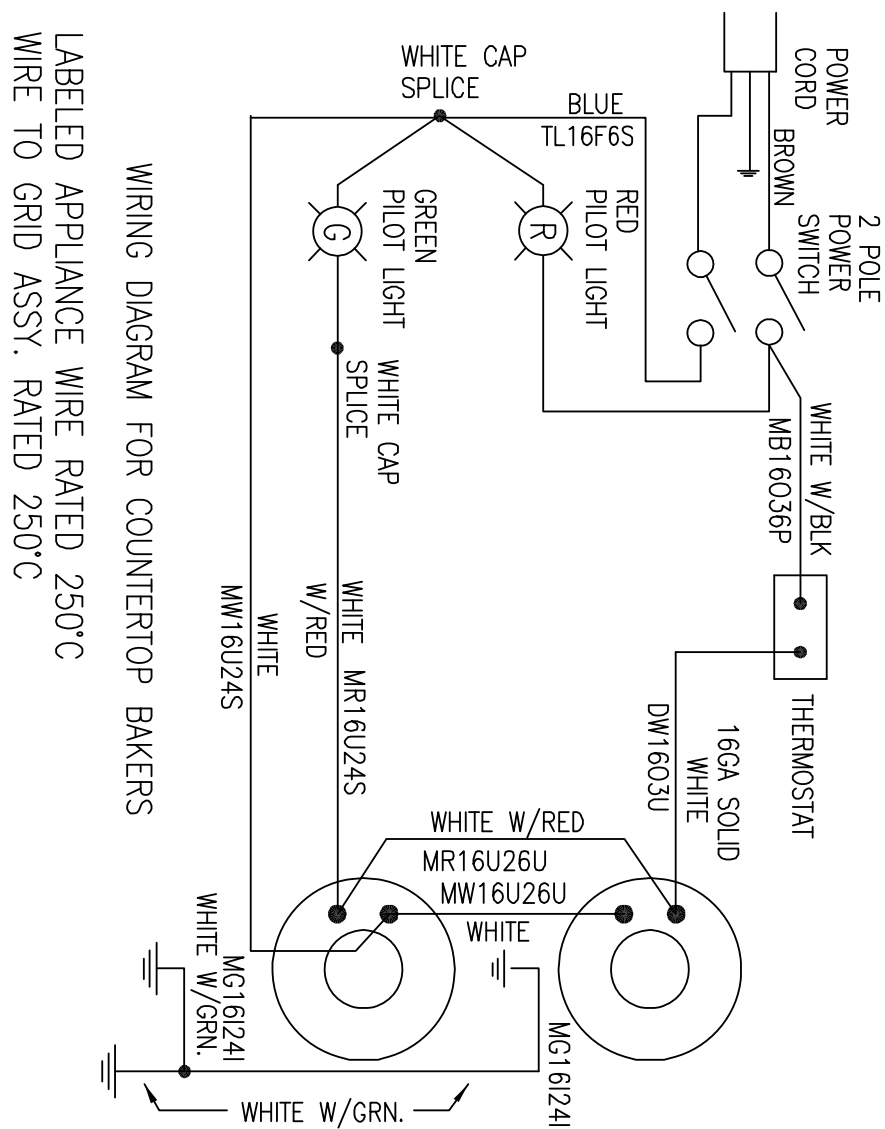 POWER
CORD
2 POLE
POWER
SWITCH
BROWN
WHITE CAP
SPLICE
BLUE
TL16F6S
RED
PILOT LIGHT
R
GREEN
PILOT LIGHT
G
WHITE CAP
SPLICE
WHITE W/BLK
MB16O36P
THERMOSTAT
16GA SOLID
WHITE
DW16O3U
WHITE MR16U24S
W/RED
WHITE
MW16U24S
WHITE W/RED
MR16U26U
MW16U26U
WHITE
MG16I24I
WHITE W/GRN.
MG16I24I
WHITE W/GRN.
WIRING DIAGRAM FOR COUNTERTOP BAKERS
LABELED APPLIANCE WIRE RATED 250°C
WIRE TO GRID ASSY. RATED 250°C